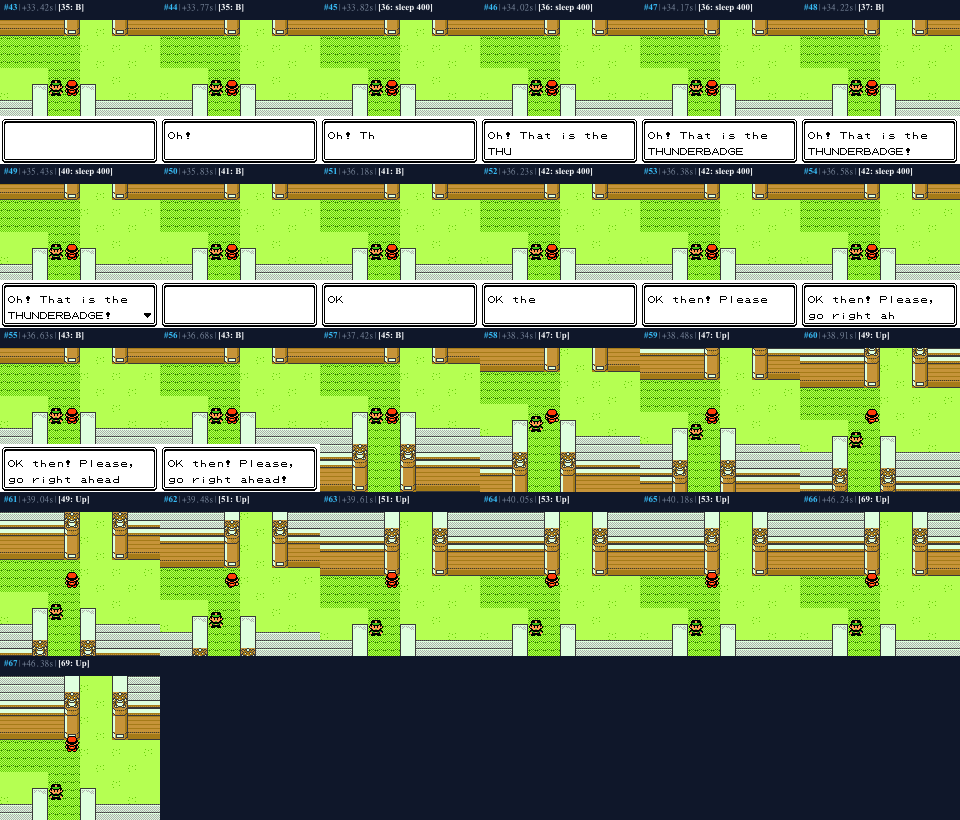 #43|+33.42s|[35: B]
#44|+33.77s|[35: B]
#45|+33.82s|[36: sleep 400]
#46|+34.02s|[36: sleep 400]
#47|+34.17s|[36: sleep 400]
#48|+34.22s|[37: B]
Oh!
Oh! Th
Oh! That is the
THU
Oh! That is the
THUNDERBADGE
Oh! That is the
THUNDERBADGE!
#49|+35.43s|[40: sleep 400]
#50|+35.83s|[41: B]
#51|+36.18s|[41: B]
#52|+36.23s|[42: sleep 400]
#53|+36.38s|[42: sleep 400]
#54|+36.58s|[42: sleep 400]
Oh! That is the
THUNDERBADGE!
OK
OK the
OK then! Please
OK then! Please,
go right ah
#55|+36.63s|[43: B]
#56|+36.68s|[43: B]
#57|+37.42s|[43: B]
#58|+38.34s|[47: Up]
#59|+38.48s|[47: Up]
#60|+38.91s|[49: Up]
OK then! Please,
go right ahead
OK then! Please,
go right ahead!
#61|+39.04s|[49: Up]
#62|+39.48s|[51: Up]
#63|+39.61s|[51: Up]
#64|+40.05s|[53: Up]
#65|+40.18s|[53: Up]
#66|+46.24s|[69: Up]
#67|+46.38s|[69: Up]